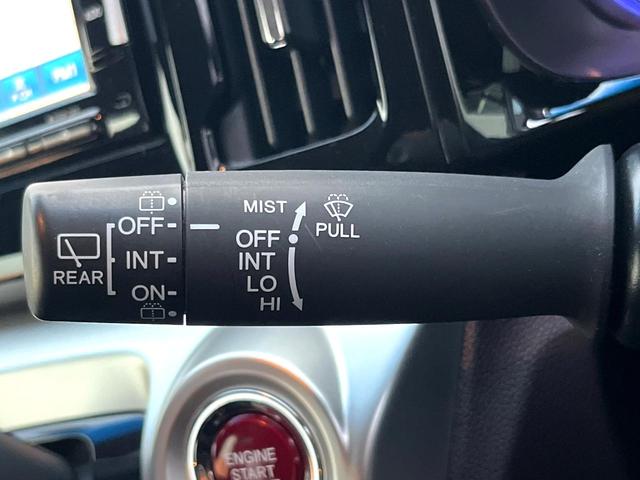 OFF
INT
ON
REAR
MIST
OFF
INT
LO
HI
PULL
ENGINE
START